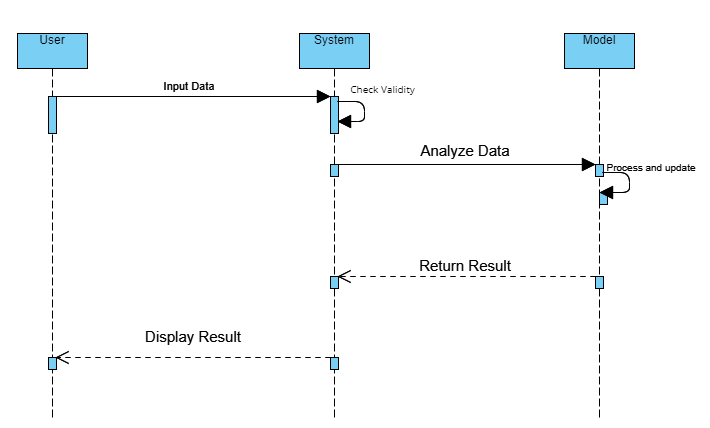 User
System
Model
Input Data
Check Validity
Analyze Data
Process and update
Return Result
Display Result